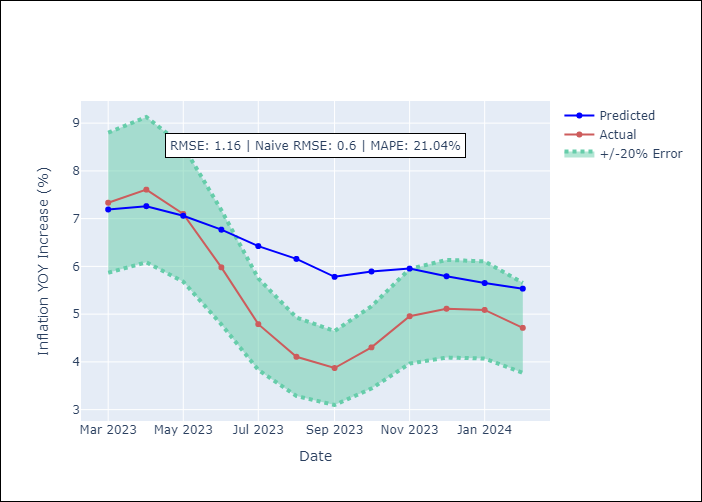 Predicted
Actual
+/-20% Error
RMSE: 1.16 | Naive RMSE: 0.6 | MAPE: 21.04%
Inflation YOY Increase (%)
9
8
7
6
5
4
3
Mar 2023 May 2023 Jul 2023 Sep 2023 Nov 2023 Jan 2024
Date